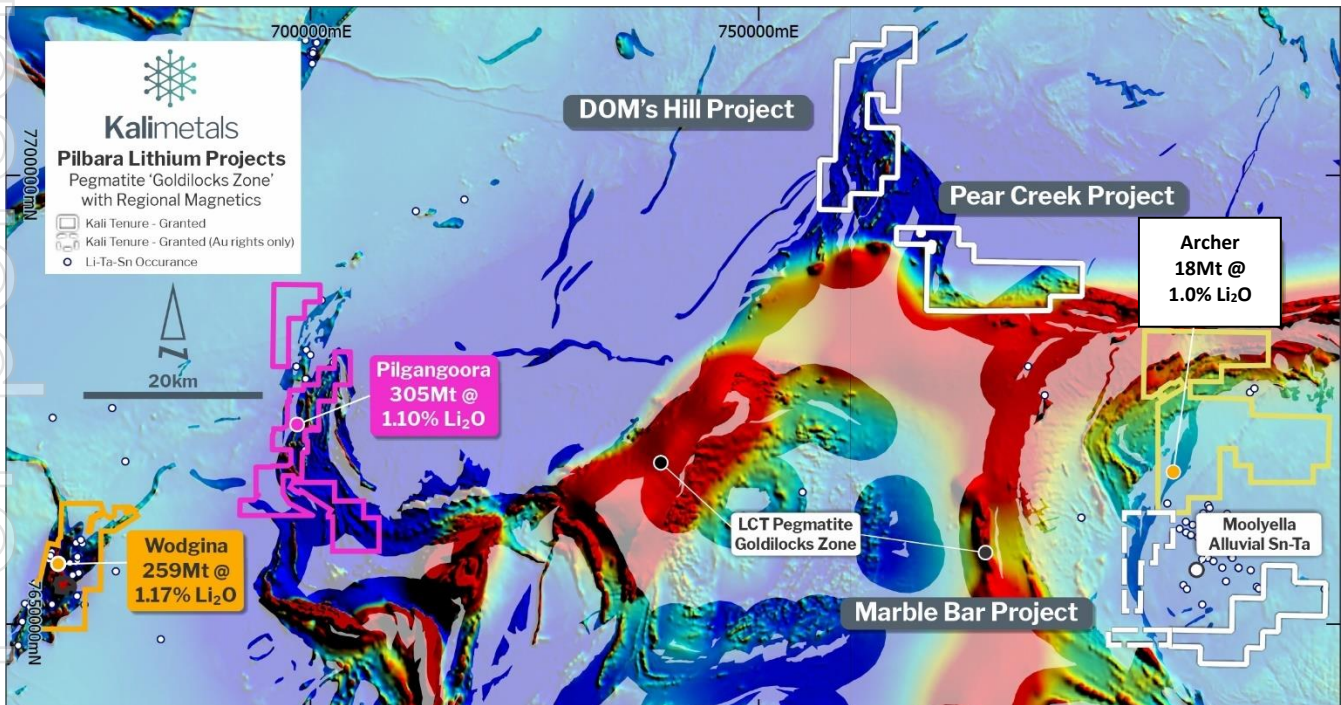 700000mE
750000mE
7700000mN
7650000mN
Kalimetals
Pilbara Lithium Projects
Pegmatite ‘Goldilocks Zone’
with Regional Magnetics
Kali Tenure - Granted
Kali Tenure - Granted (Au rights only)
Li-Ta-Sn Occurance
N
20km
DOM's Hill Project
Pear Creek Project
Archer
18Mt @
1.0% Li₂O
Pilgangoora
305Mt @
1.10% Li₂O
Wodgina
259Mt @
1.17% Li₂O
LCT Pegmatite
Goldilocks Zone
Moolyella
Alluvial Sn-Ta
Marble Bar Project